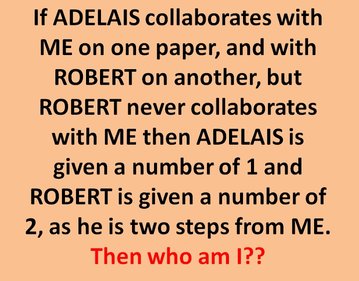 If ADELAIS collaborates with
ME on one paper, and with
ROBERT on another, but
ROBERT never collaborates
with ME then ADELAIS is
given a number of 1 and
ROBERT is given a number of
2, as he is two steps from ME.
Then who am I??